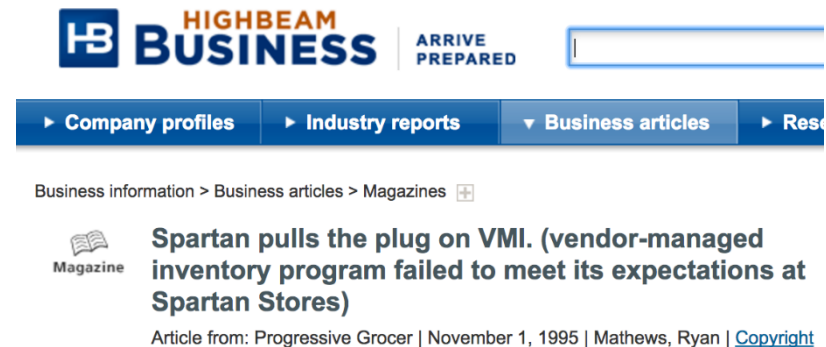 HB HIGHBEAM
BUSINESS
ARRIVE
PREPARED
Company profiles Industry reports Business articles Rese
Business information > Business articles > Magazines +
Magazine
Spartan pulls the plug on VMI. (vendor-managed
inventory program failed to meet its expectations at
Spartan Stores)
Article from: Progressive Grocer | November 1, 1995 | Mathews, Ryan | Copyright